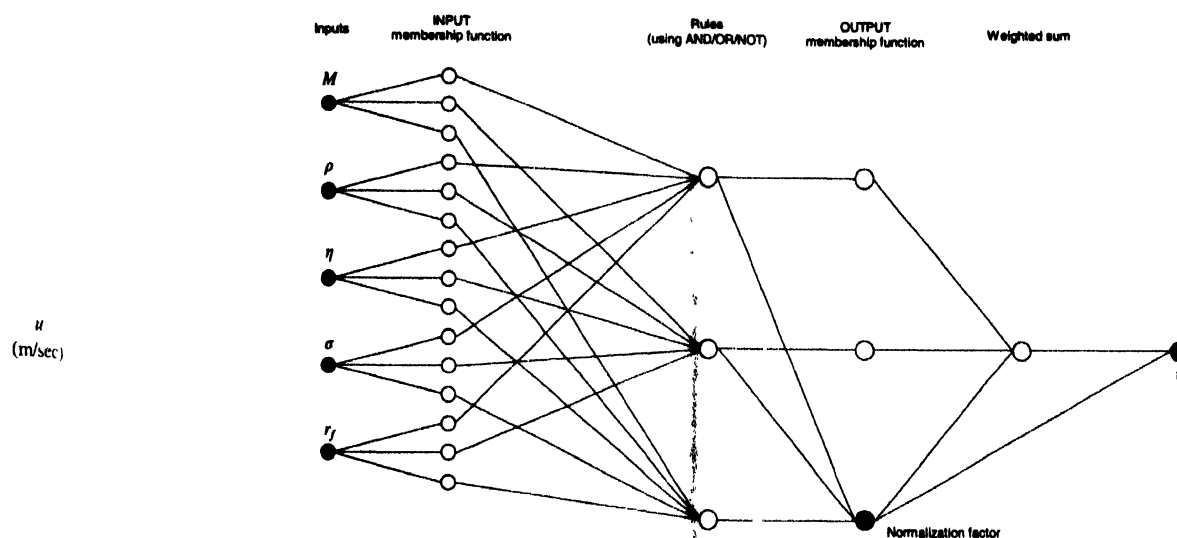 Inputs
INPUT
membership function
Rules
(using AND/OR/NOT)
OUTPUT
membership function
Weighted sum
M
ρ
η
σ
r_f
u
(m/sec)
Normalization factor